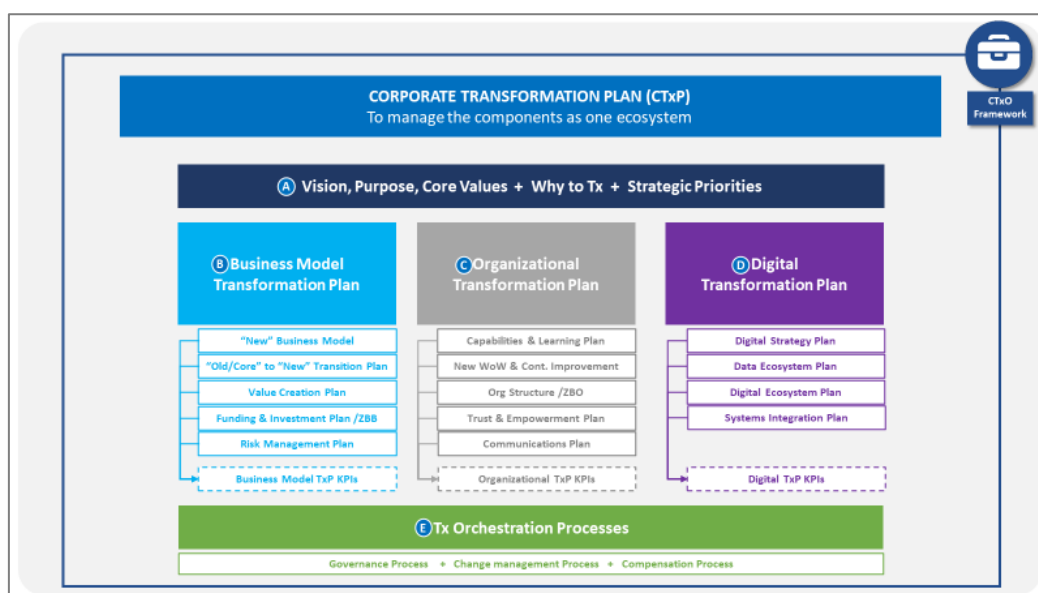 CORPORATE TRANSFORMATION PLAN (CTxP)
To manage the components as one ecosystem
CTxO
Framework
A Vision, Purpose, Core Values + Why to Tx + Strategic Priorities
B Business Model
Transformation Plan
"New" Business Model
"Old/Core" to "New" Transition Plan
Value Creation Plan
Funding & Investment Plan /ZBB
Risk Management Plan
Business Model TxP KPIs
C Organizational
Transformation Plan
Capabilities & Learning Plan
New WoW & Cont. Improvement
Org Structure /ZBO
Trust & Empowerment Plan
Communications Plan
Organizational TxP KPIs
D Digital
Transformation Plan
Digital Strategy Plan
Data Ecosystem Plan
Digital Ecosystem Plan
Systems Integration Plan
Digital TxP KPIs
E Tx Orchestration Processes
Governance Process + Change management Process + Compensation Process